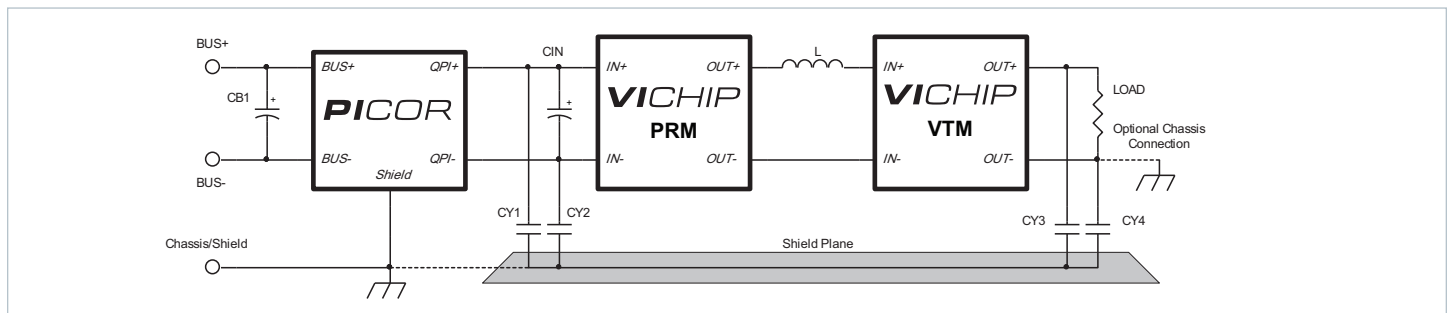 BUS+
CB1
+
BUS-
BUS+
QPI+
PICOR
BUS-
QPI-
Shield
CIN
+
IN+
OUT+
VICHIP
PRM
IN-
OUT-
L
IN+
OUT+
VICHIP
VTM
IN-
OUT-
LOAD
Optional Chassis
Connection
CY1
CY2
CY3
CY4
Chassis/Shield
Shield Plane